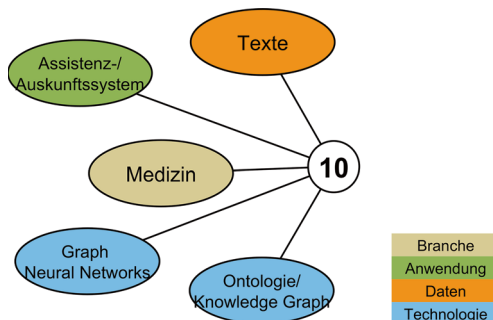 Texte
Assistenz-/
Auskunftssystem
10
Medizin
Graph
Neural Networks
Ontologie/
Knowledge Graph
Branche
Anwendung
Daten
Technologie